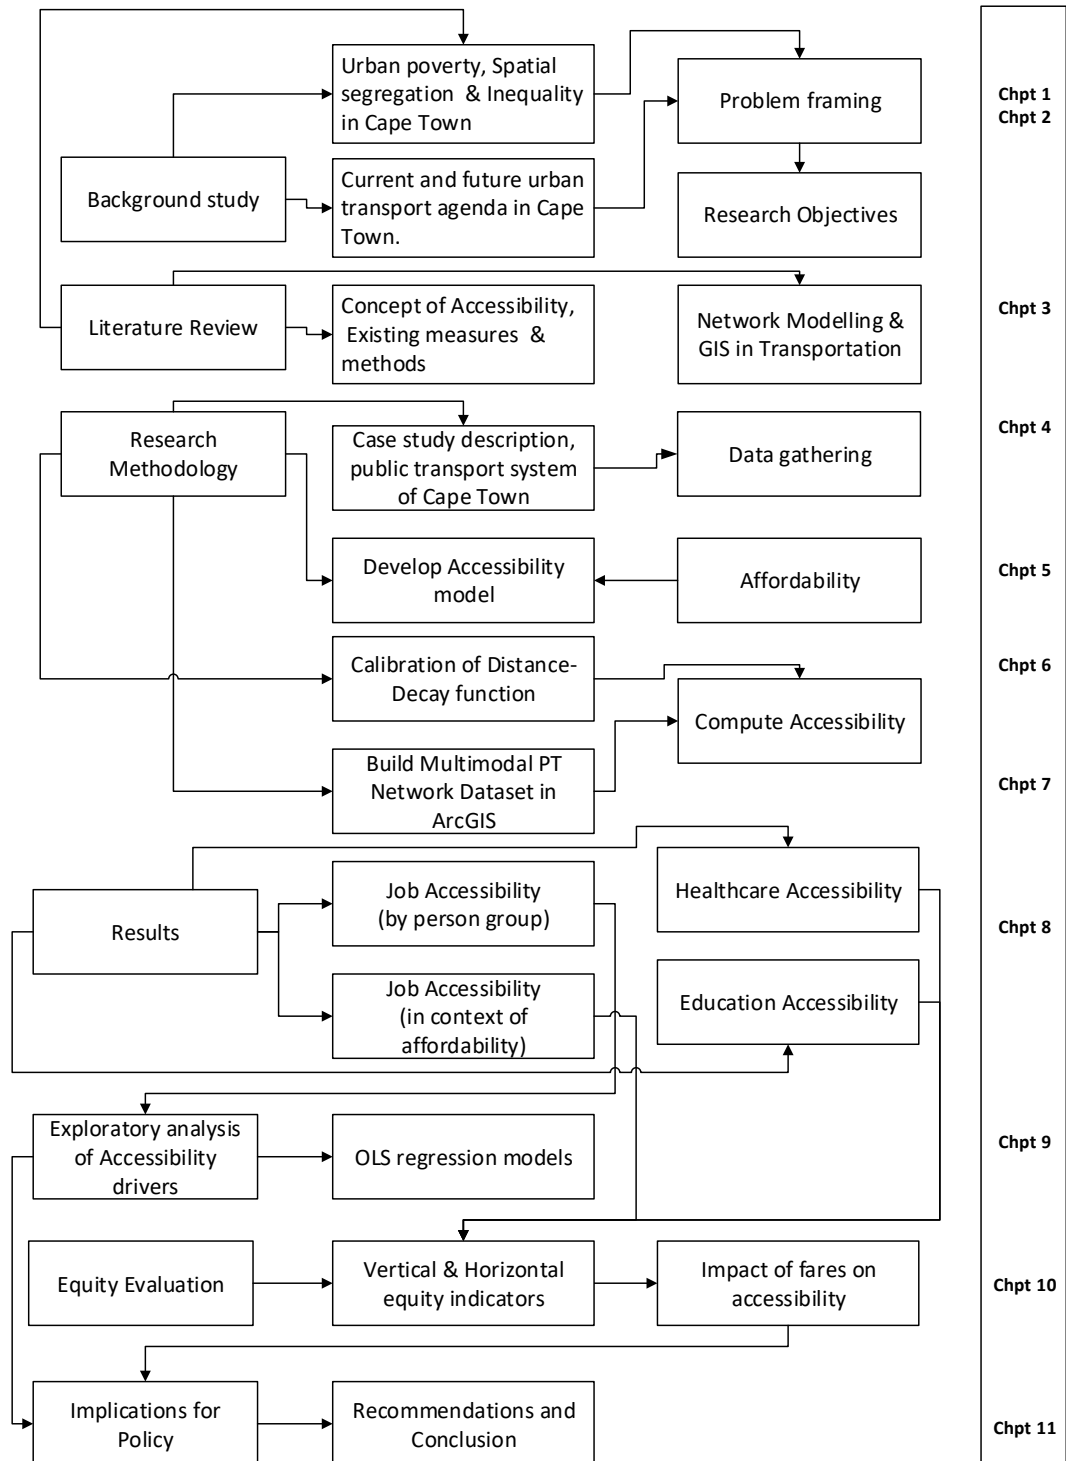 Urban poverty, Spatial
segregation & Inequality
in Cape Town
Problem framing
Chpt 1
Chpt 2
Background study
Current and future urban
transport agenda in Cape
Town.
Research Objectives
Literature Review
Concept of Accessibility,
Existing measures &
methods
Network Modelling &
GIS in Transportation
Chpt 3
Research
Methodology
Case study description,
public transport system
of Cape Town
Data gathering
Chpt 4
Develop Accessibility
model
Affordability
Chpt 5
Calibration of Distance-
Decay function
Compute Accessibility
Chpt 6
Build Multimodal PT
Network Dataset in
ArcGIS
Chpt 7
Results
Job Accessibility
(by person group)
Healthcare Accessibility
Chpt 8
Job Accessibility
(in context of
affordability)
Education Accessibility
Exploratory analysis
of Accessibility
drivers
OLS regression models
Chpt 9
Equity Evaluation
Vertical & Horizontal
equity indicators
Impact of fares on
accessibility
Chpt 10
Implications for
Policy
Recommendations and
Conclusion
Chpt 11